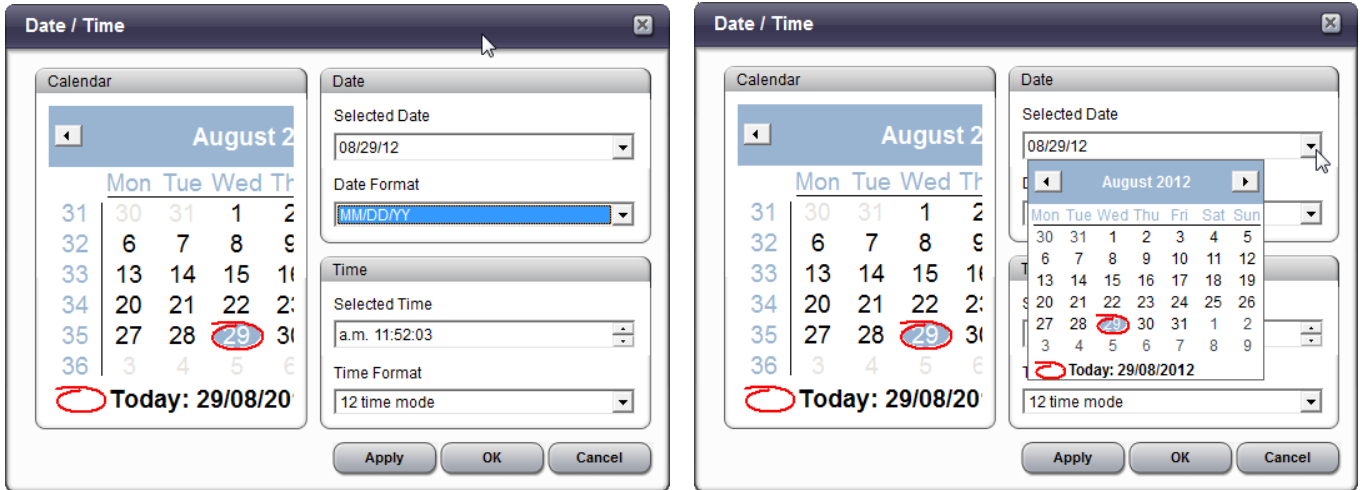 Date / Time
Calendar
August 2
Mon Tue Wed Th
31 30 31 1 2
32 6 7 8 9
33 13 14 15 16
34 20 21 22 23
35 27 28 29 30
36 3 4 5 6
Today: 29/08/20
Date
Selected Date
08/29/12
Date Format
MM/DD/YY
Time
Selected Time
a.m. 11:52:03
Time Format
12 time mode
Apply OK Cancel
Date / Time
Calendar
August 2
Mon Tue Wed Th
31 30 31 1 2
32 6 7 8 9
33 13 14 15 16
34 20 21 22 23
35 27 28 29 30
36 3 4 5 6
Today: 29/08/20
Date
Selected Date
08/29/12
August 2012
Mon Tue Wed Thu Fri Sat Sun
30 31 1 2 3 4 5
6 7 8 9 10 11 12
13 14 15 16 17 18 19
20 21 22 23 24 25 26
27 28 29 30 31 1 2
3 4 5 6 7 8 9
Today: 29/08/2012
12 time mode
Apply OK Cancel